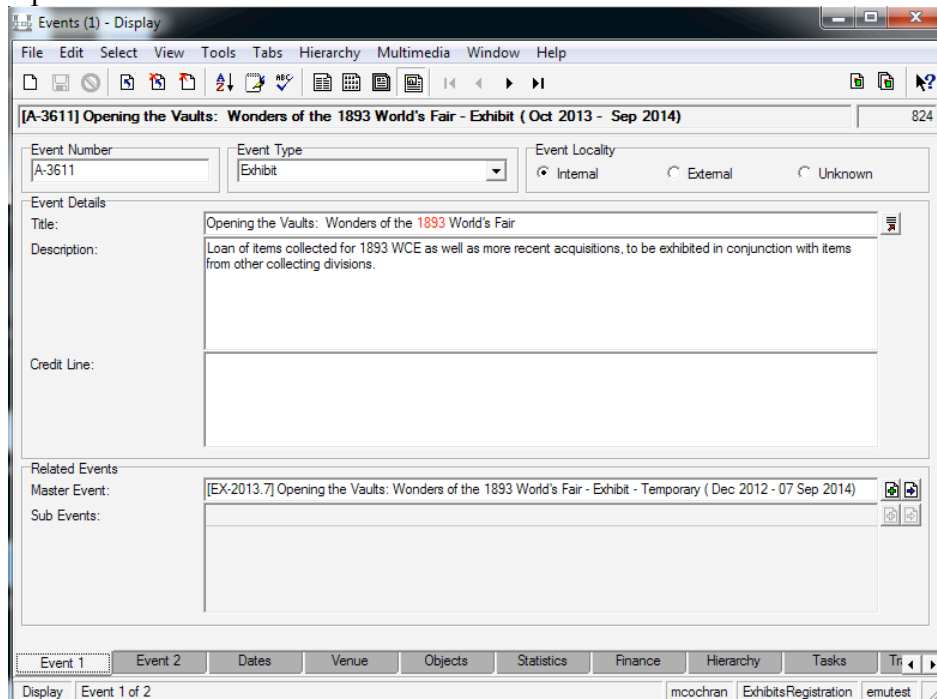 Events (1) - Display
File Edit Select View Tools Tabs Hierarchy Multimedia Window Help
[A-3611] Opening the Vaults: Wonders of the 1893 World's Fair - Exhibit ( Oct 2013 - Sep 2014) 824
Event Number Event Type Event Locality
A-3611 Exhibit Internal External Unknown
Event Details
Title: Opening the Vaults: Wonders of the 1893 World's Fair
Description: Loan of items collected for 1893 WCE as well as more recent acquisitions, to be exhibited in conjunction with items
from other collecting divisions.
Credit Line:
Related Events
Master Event: [EX-2013.7] Opening the Vaults: Wonders of the 1893 World's Fair - Exhibit - Temporary ( Dec 2012 - 07 Sep 2014)
Sub Events:
Event 1 Event 2 Dates Venue Objects Statistics Finance Hierarchy Tasks
Display Event 1 of 2 mcochran ExhibitsRegistration emutest